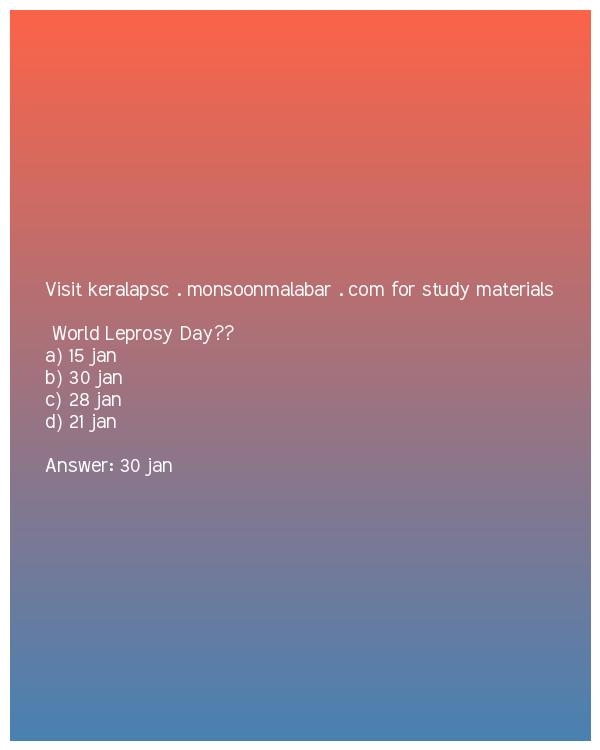 Visit keralapsc . monsoonmalabar . com for study materials
World Leprosy Day??
a) 15 jan
b) 30 jan
c) 28 jan
d) 21 jan
Answer: 30 jan